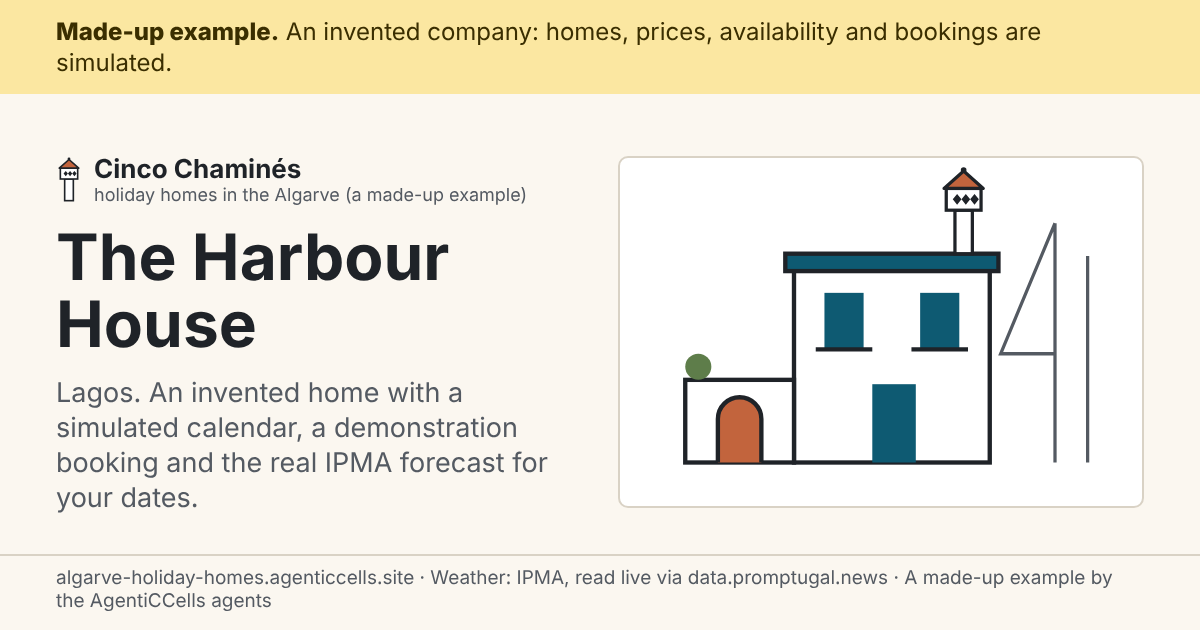 Made-up example. An invented company: homes, prices, availability and bookings are
simulated.
Cinco Chaminés
holiday homes in the Algarve (a made-up example)
The Harbour
House
Lagos. An invented home with a
simulated calendar, a demonstration
booking and the real IPMA forecast for
your dates.
algarve-holiday-homes.agenticcells.site · Weather: IPMA, read live via data.promptugal.news · A made-up example by
the AgentiCCells agents